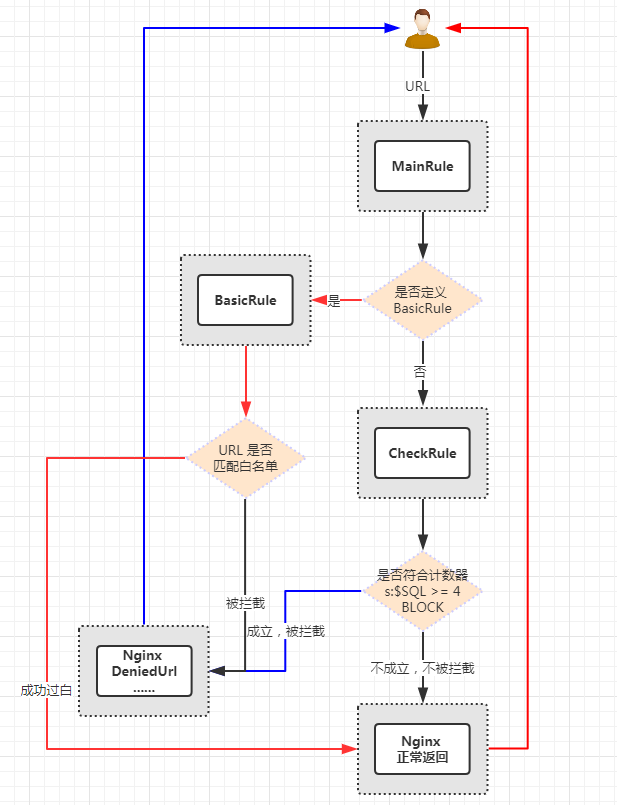 URL
MainRule
是否定义
BasicRule
是
BasicRule
否
URL 是否
匹配白名单
CheckRule
是否符合计数器
s:$SQL >= 4
BLOCK
被拦截
成立，被拦截
Nginx
DeniedUrl
......
不成立，不被拦截
成功过白
Nginx
正常返回